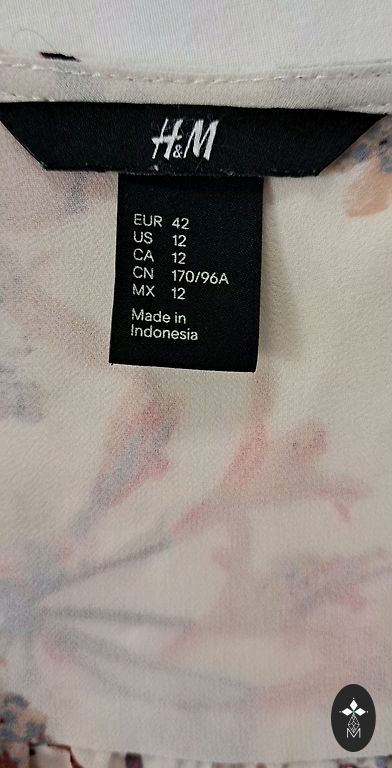 H&M
EUR 42
US 12
CA 12
CN 170/96A
MX 12
Made in
Indonesia
M